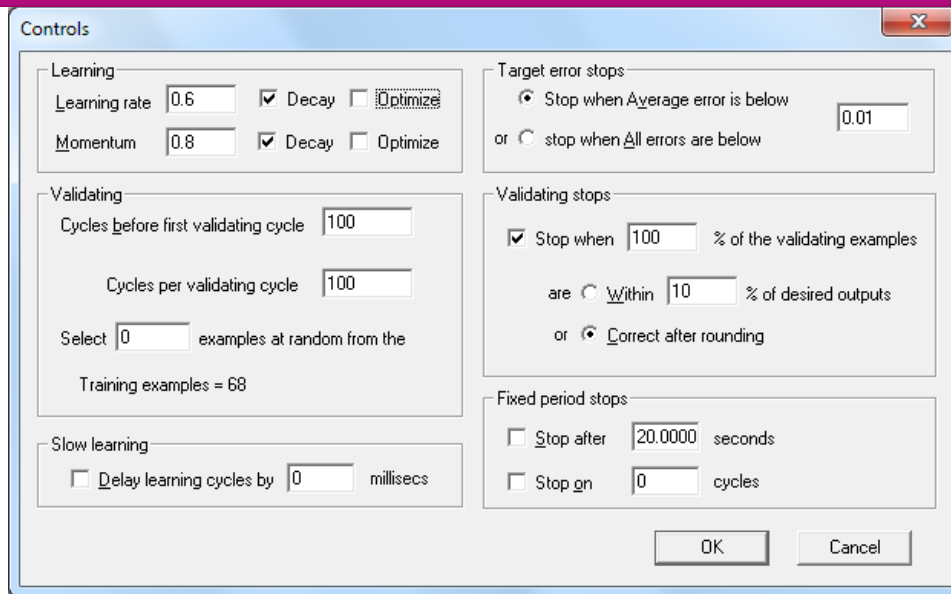 Controls
Learning
Learning rate 0.6 Decay Optimize
Momentum 0.8 Decay Optimize
Target error stops
Stop when Average error is below
0.01
or stop when All errors are below
Validating
Cycles before first validating cycle 100
Cycles per validating cycle 100
Select 0 examples at random from the
Training examples = 68
Validating stops
Stop when 100 % of the validating examples
are Within 10 % of desired outputs
or Correct after rounding
Slow learning
Delay learning cycles by 0 millisecs
Fixed period stops
Stop after 20.0000 seconds
Stop on 0 cycles
OK Cancel